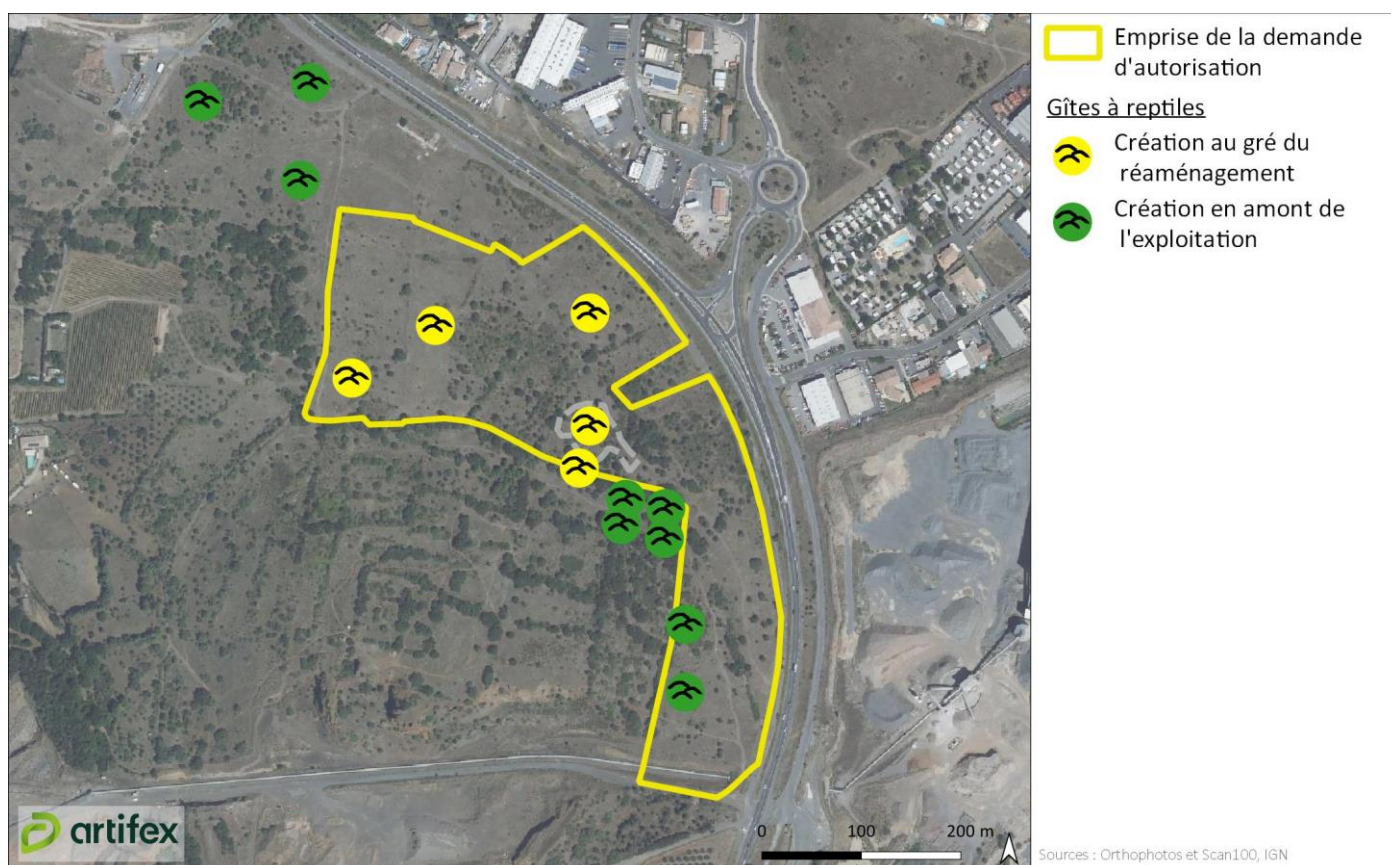 Emprise de la demande
d'autorisation
Gîtes à reptiles
Création au gré du
réaménagement
Création en amont de
l'exploitation
artifex
0 100 200 m
Sources : Orthophotos et Scan100, IGN